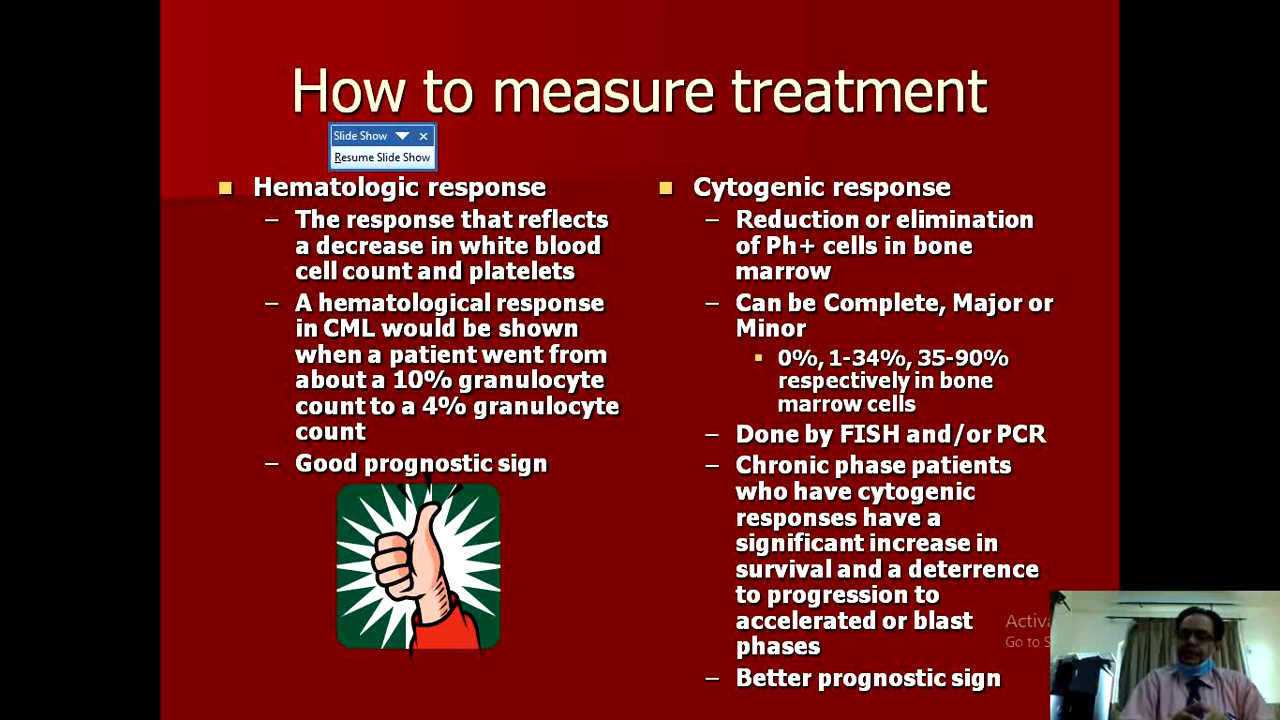 How to measure treatment
Slide Show
Resume Slide Show
Hematologic response
– The response that reflects
a decrease in white blood
cell count and platelets
– A hematological response
in CML would be shown
when a patient went from
about a 10% granulocyte
count to a 4% granulocyte
count
– Good prognostic sign
Cytogenic response
– Reduction or elimination
of Ph+ cells in bone
marrow
– Can be Complete, Major or
Minor
0%, 1-34%, 35-90%
respectively in bone
marrow cells
– Done by FISH and/or PCR
– Chronic phase patients
who have cytogenic
responses have a
significant increase in
survival and a deterrence
to progression to
accelerated or blast
phases
– Better prognostic sign
Go to